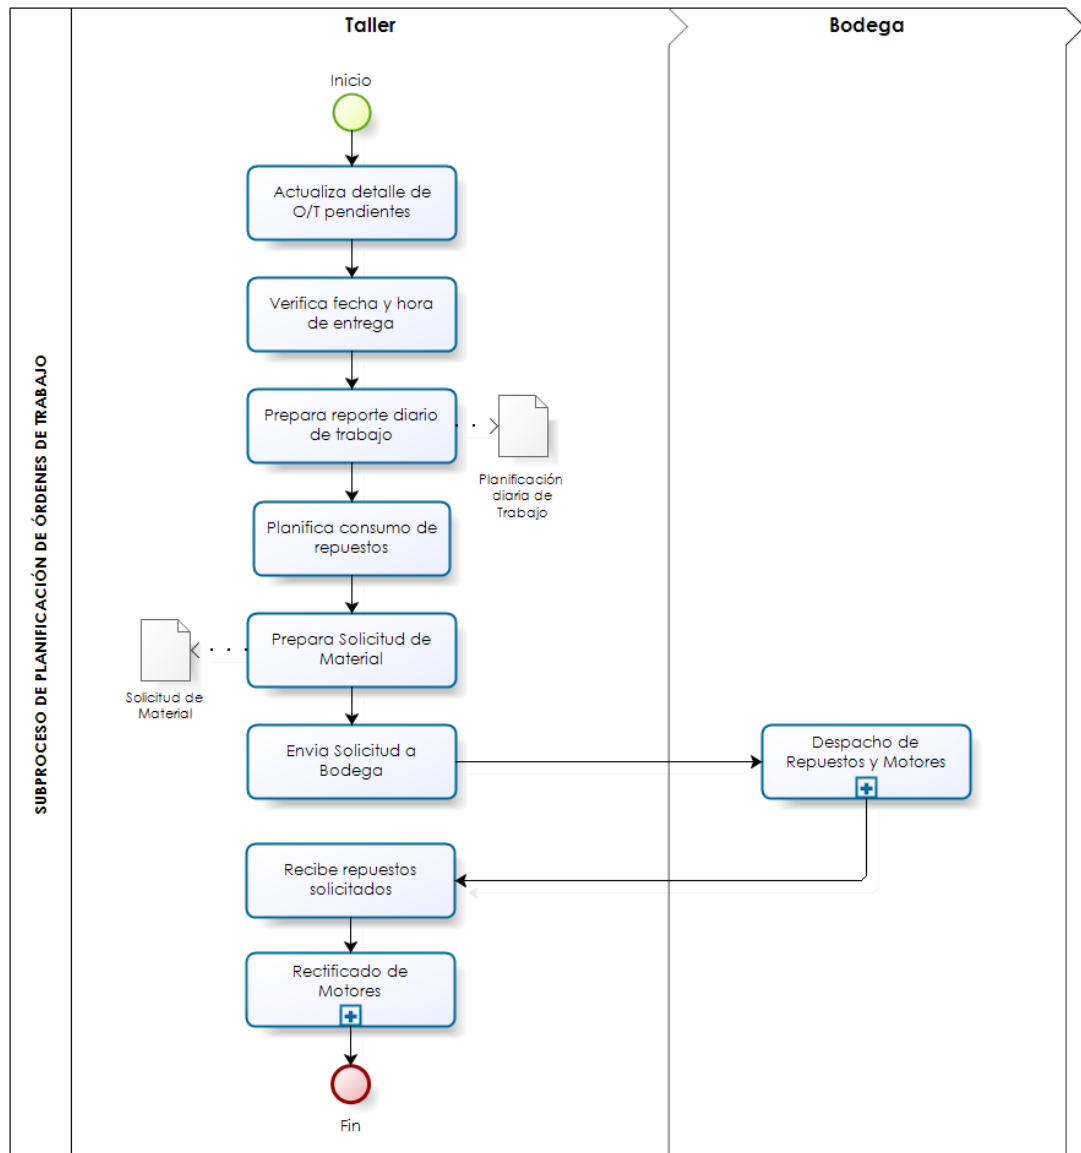 Taller
Bodega
SUBPROCESO DE PLANIFICACIÓN DE ÓRDENES DE TRABAJO
Inicio
Actualiza detalle de
O/T pendientes
Verifica fecha y hora
de entrega
Prepara reporte diario
de trabajo
Planificación
diaria de
Trabajo
Planifica consumo de
repuestos
Prepara Solicitud de
Material
Solicitud de
Material
Envia Solicitud a
Bodega
Despacho de
Repuestos y Motores
Recibe repuestos
solicitados
Rectificado de
Motores
Fin